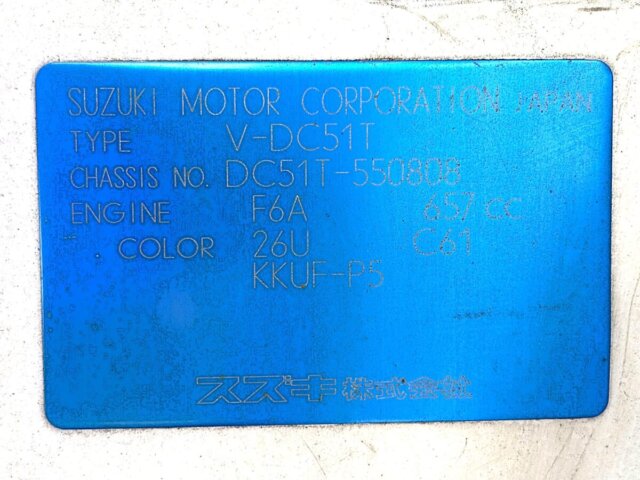 SUZUKI MOTOR CORPORATION JAPAN
TYPE V-DC51T
CHASSIS NO. DC51T-550808
ENGINE F6A 657 CC
COLOR 26U C61
KKUF-P5
スズキ株式会社